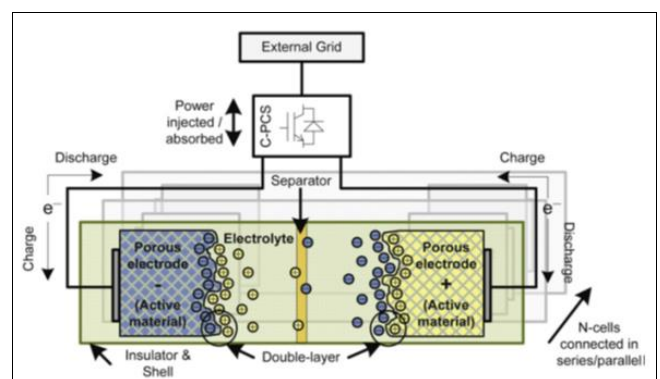 External Grid
Power
injected /
absorbed
C-PCS
Discharge
Charge
Separator
e⁻
e⁻
Charge
Discharge
Electrolyte
Porous
electrode
-
(Active
material)
Porous
electrode
+
(Active
material)
Insulator &
Shell
Double-layer
N-cells
connected in
series/parallel